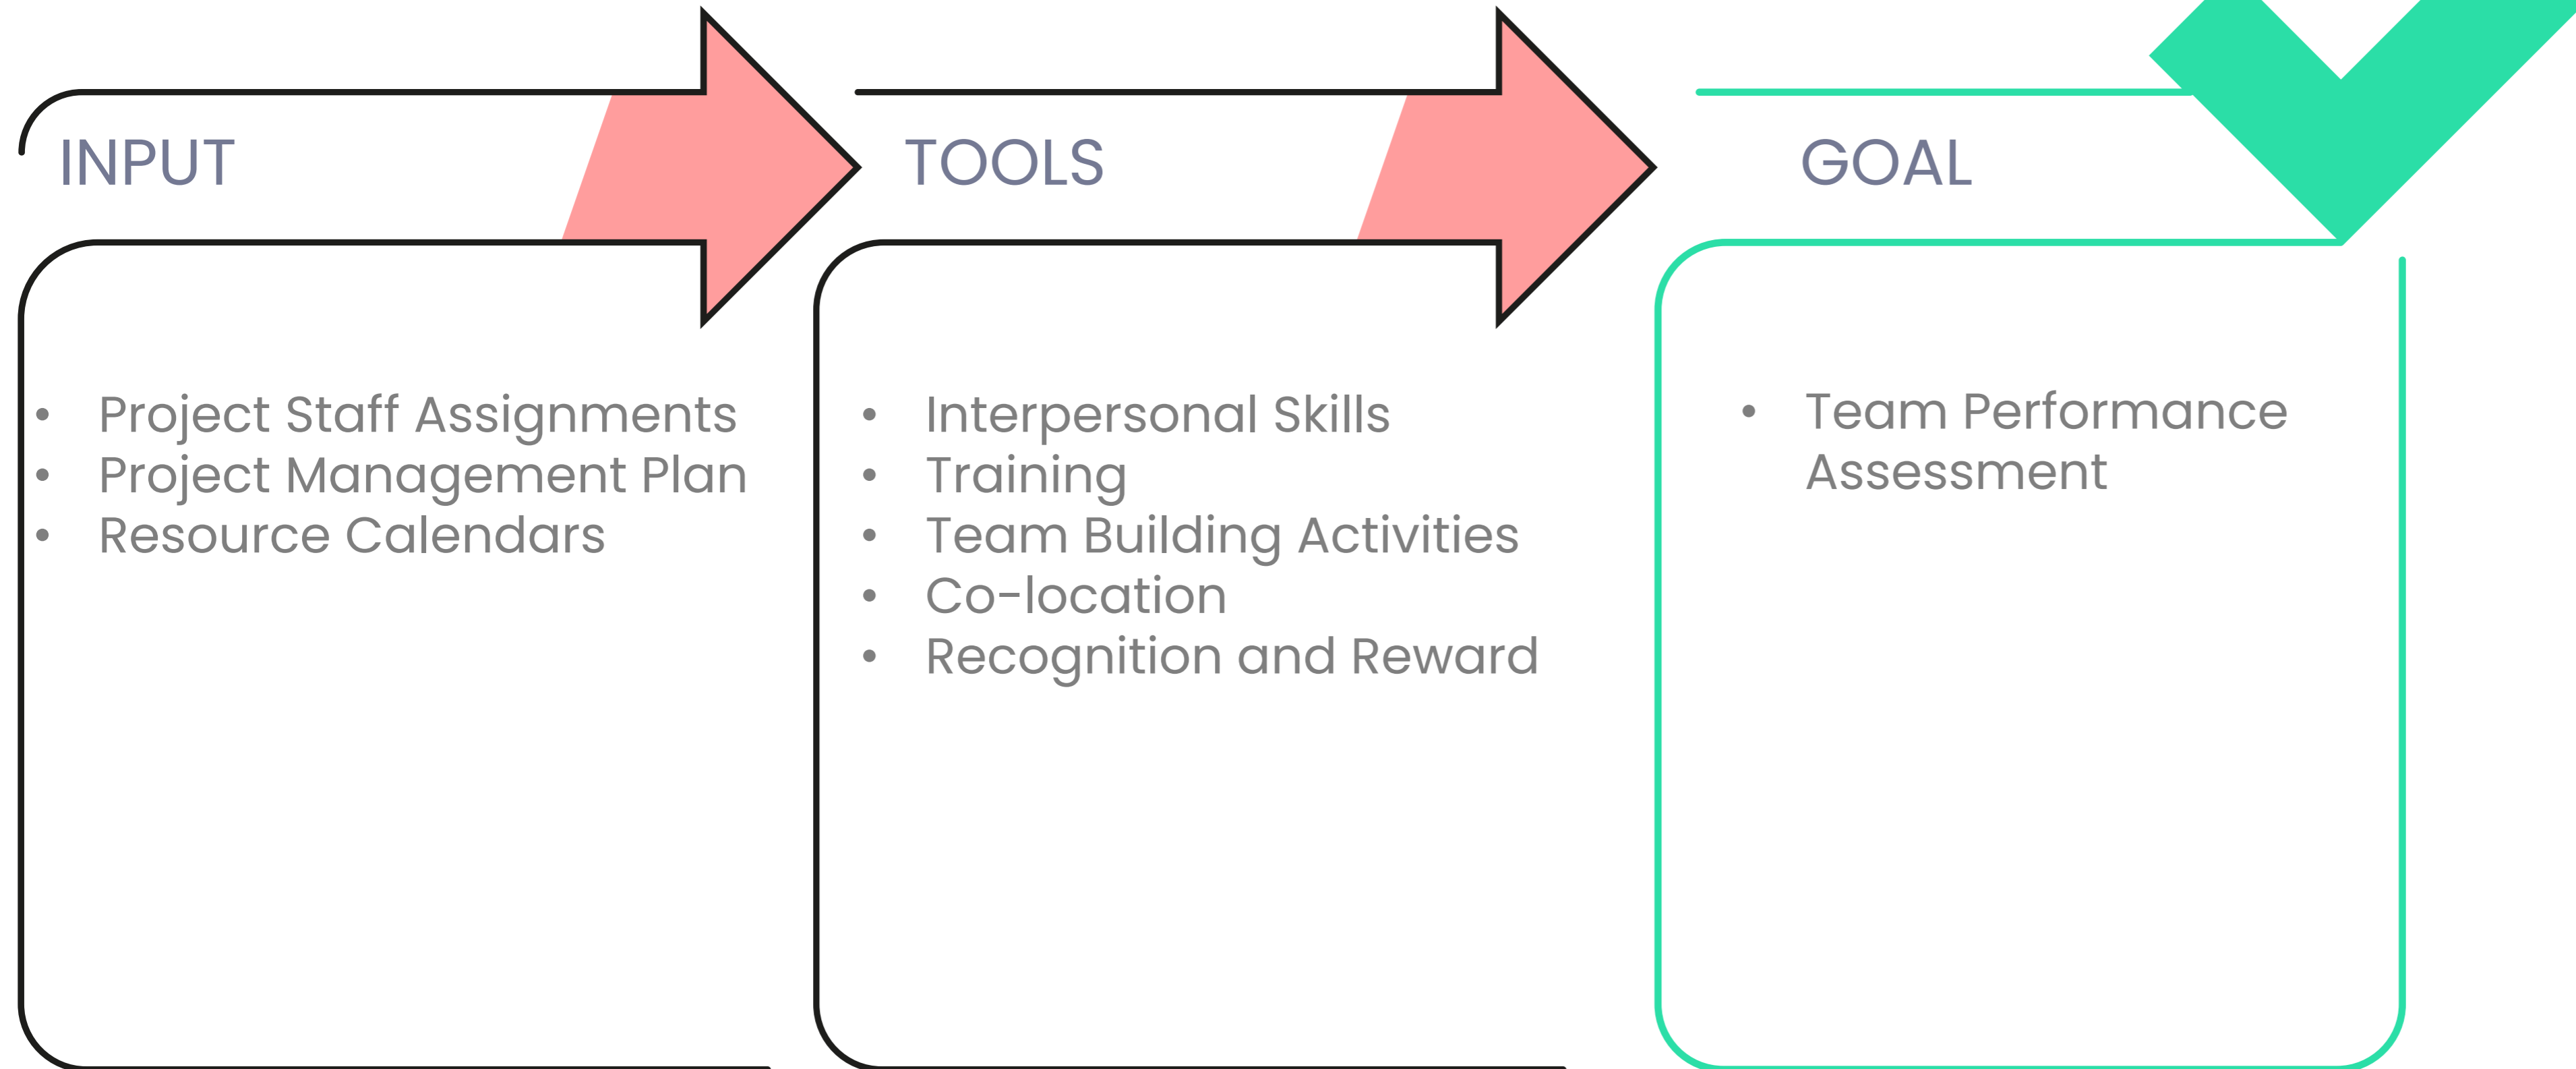 INPUT
TOOLS
GOAL
• Project Staff Assignments
• Project Management Plan
• Resource Calendars
• Interpersonal Skills
• Training
• Team Building Activities
• Co-location
• Recognition and Reward
• Team Performance
Assessment